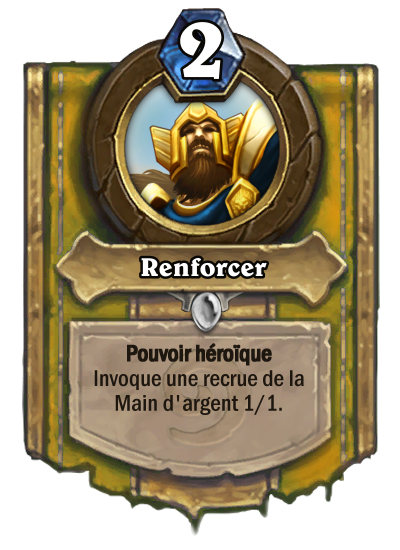 2
Renforcer
Pouvoir héroïque
Invoque une recrue de la
Main d'argent 1/1.